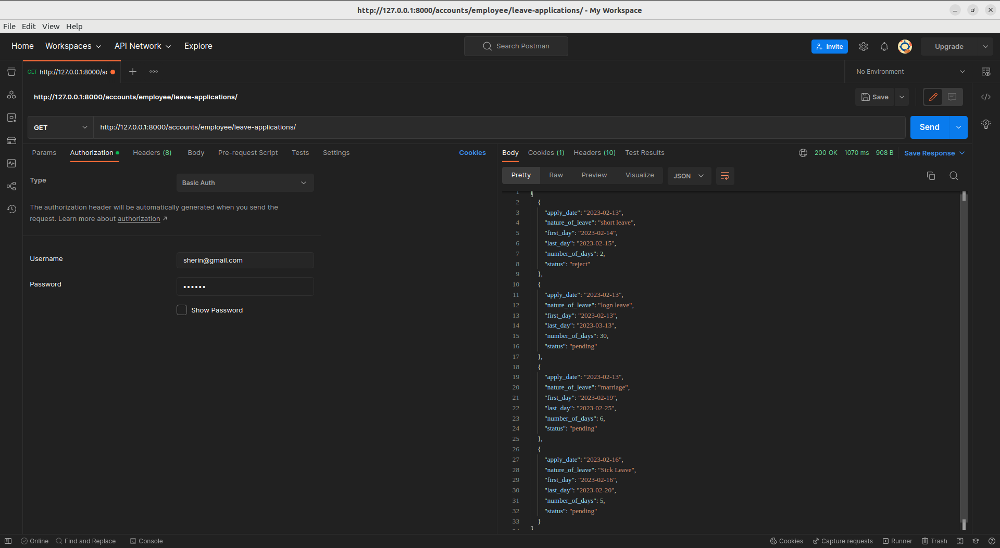 http://127.0.0.1:8000/accounts/employee/leave-applications/ - My Workspace
File Edit View Help
Home Workspaces API Network Explore Search Postman Invite Upgrade
GET http://127.0.0.1:8000/ac No Environment
http://127.0.0.1:8000/accounts/employee/leave-applications/ Save
GET http://127.0.0.1:8000/accounts/employee/leave-applications/ Send
Params Authorization Headers (8) Body Pre-request Script Tests Settings Cookies
Type Basic Auth
The authorization header will be automatically generated when you send the
request. Learn more about authorization ↗
Username sherin@gmail.com
Password ••••••
Show Password
Body Cookies (1) Headers (10) Test Results 200 OK 1070 ms 908 B Save Response
Pretty Raw Preview Visualize JSON
1 [
2 {
3 "apply_date": "2023-02-13",
4 "nature_of_leave": "short leave",
5 "first_day": "2023-02-14",
6 "last_day": "2023-02-15",
7 "number_of_days": 2,
8 "status": "reject"
9 },
10 {
11 "apply_date": "2023-02-13",
12 "nature_of_leave": "logn leave",
13 "first_day": "2023-02-13",
14 "last_day": "2023-03-13",
15 "number_of_days": 30,
16 "status": "pending"
17 },
18 {
19 "apply_date": "2023-02-13",
20 "nature_of_leave": "marriage",
21 "first_day": "2023-02-19",
22 "last_day": "2023-02-25",
23 "number_of_days": 6,
24 "status": "pending"
25 },
26 {
27 "apply_date": "2023-02-16",
28 "nature_of_leave": "Sick Leave",
29 "first_day": "2023-02-16",
30 "last_day": "2023-02-20",
31 "number_of_days": 5,
32 "status": "pending"
33 }
]
Online Find and Replace Console Cookies Capture requests Runner Trash